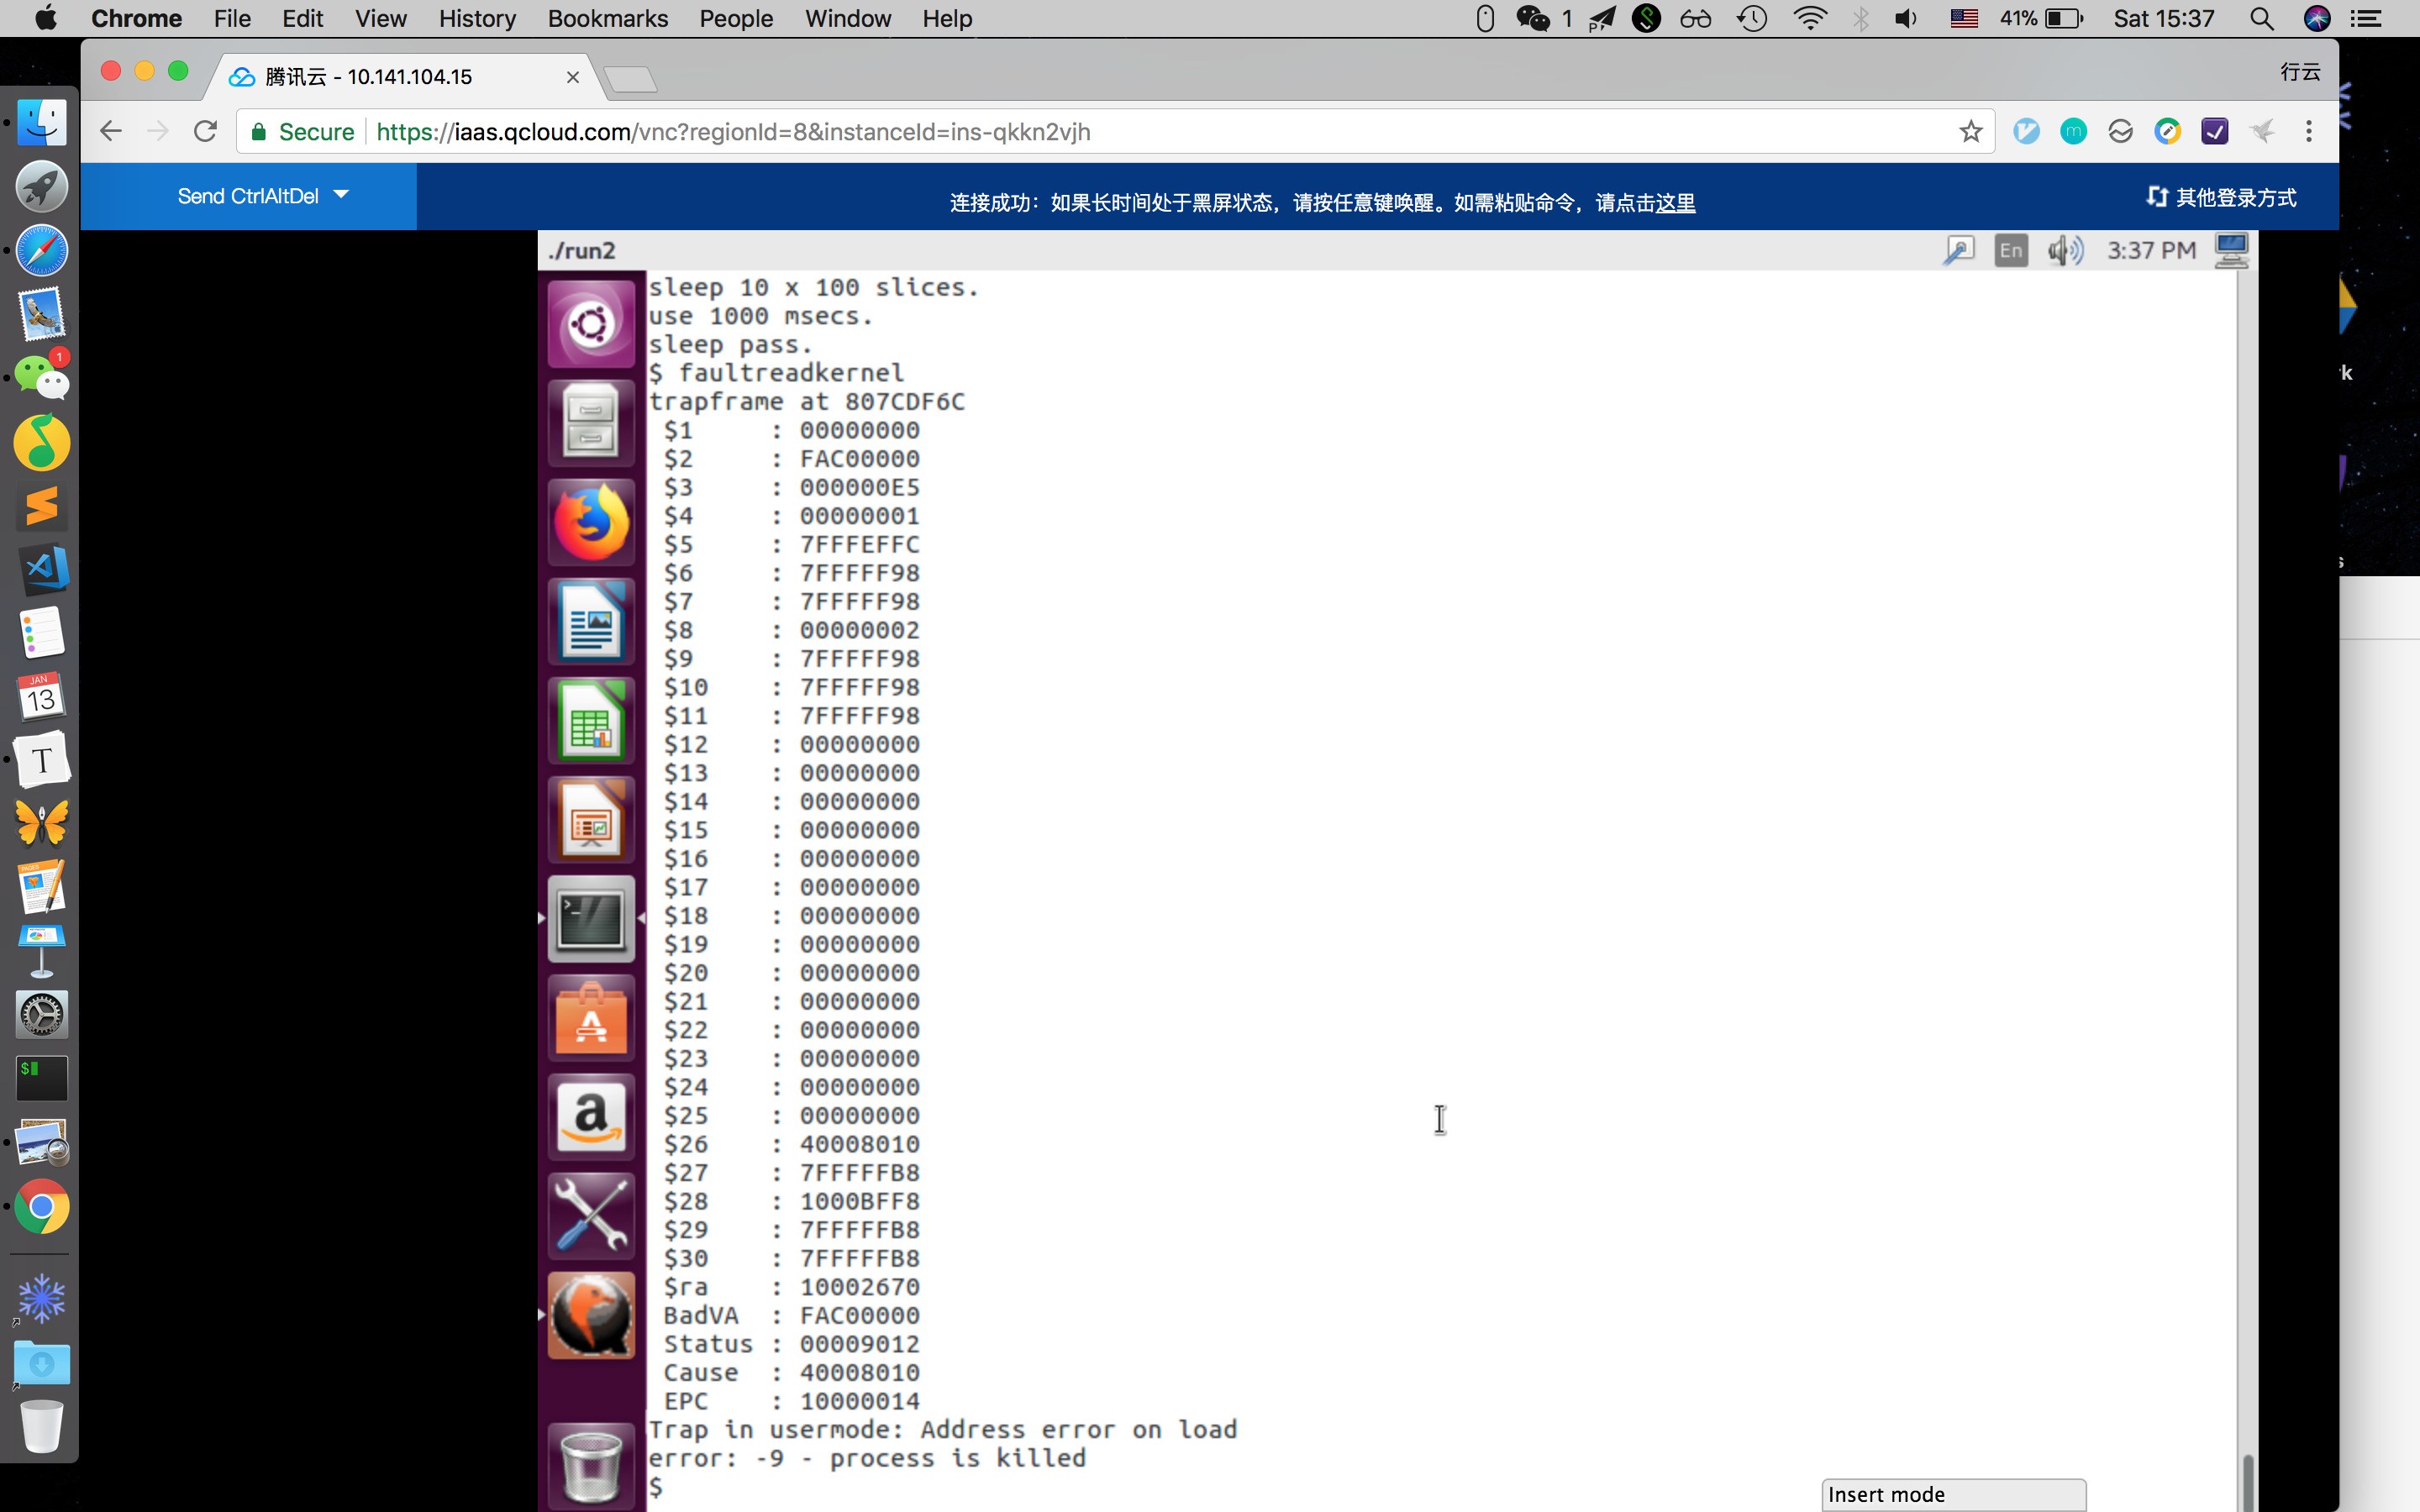 Chrome File Edit View History Bookmarks People Window Help 1 41% Sat 15:37
腾讯云 - 10.141.104.15 行云
Secure https://iaas.qcloud.com/vnc?regionId=8&instanceId=ins-qkkn2vjh
Send CtrlAltDel 连接成功：如果长时间处于黑屏状态，请按任意键唤醒。如需粘贴命令，请点击这里 其他登录方式
./run2 En 3:37 PM
sleep 10 x 100 slices.
use 1000 msecs.
sleep pass.
$ faultreadkernel
trapframe at 807CDF6C
$1 : 00000000
$2 : FAC00000
$3 : 000000E5
$4 : 00000001
$5 : 7FFFEFFC
$6 : 7FFFFF98
$7 : 7FFFFF98
$8 : 00000002
$9 : 7FFFFF98
$10 : 7FFFFF98
$11 : 7FFFFF98
$12 : 00000000
$13 : 00000000
$14 : 00000000
$15 : 00000000
$16 : 00000000
$17 : 00000000
$18 : 00000000
$19 : 00000000
$20 : 00000000
$21 : 00000000
$22 : 00000000
$23 : 00000000
$24 : 00000000
$25 : 00000000
$26 : 40008010
$27 : 7FFFFFB8
$28 : 1000BFF8
$29 : 7FFFFFB8
$30 : 7FFFFFB8
$ra : 10002670
BadVA : FAC00000
Status : 00009012
Cause : 40008010
EPC : 10000014
Trap in usermode: Address error on load
error: -9 - process is killed
$
Insert mode
1
JAN
13
T
$
a
rk
s